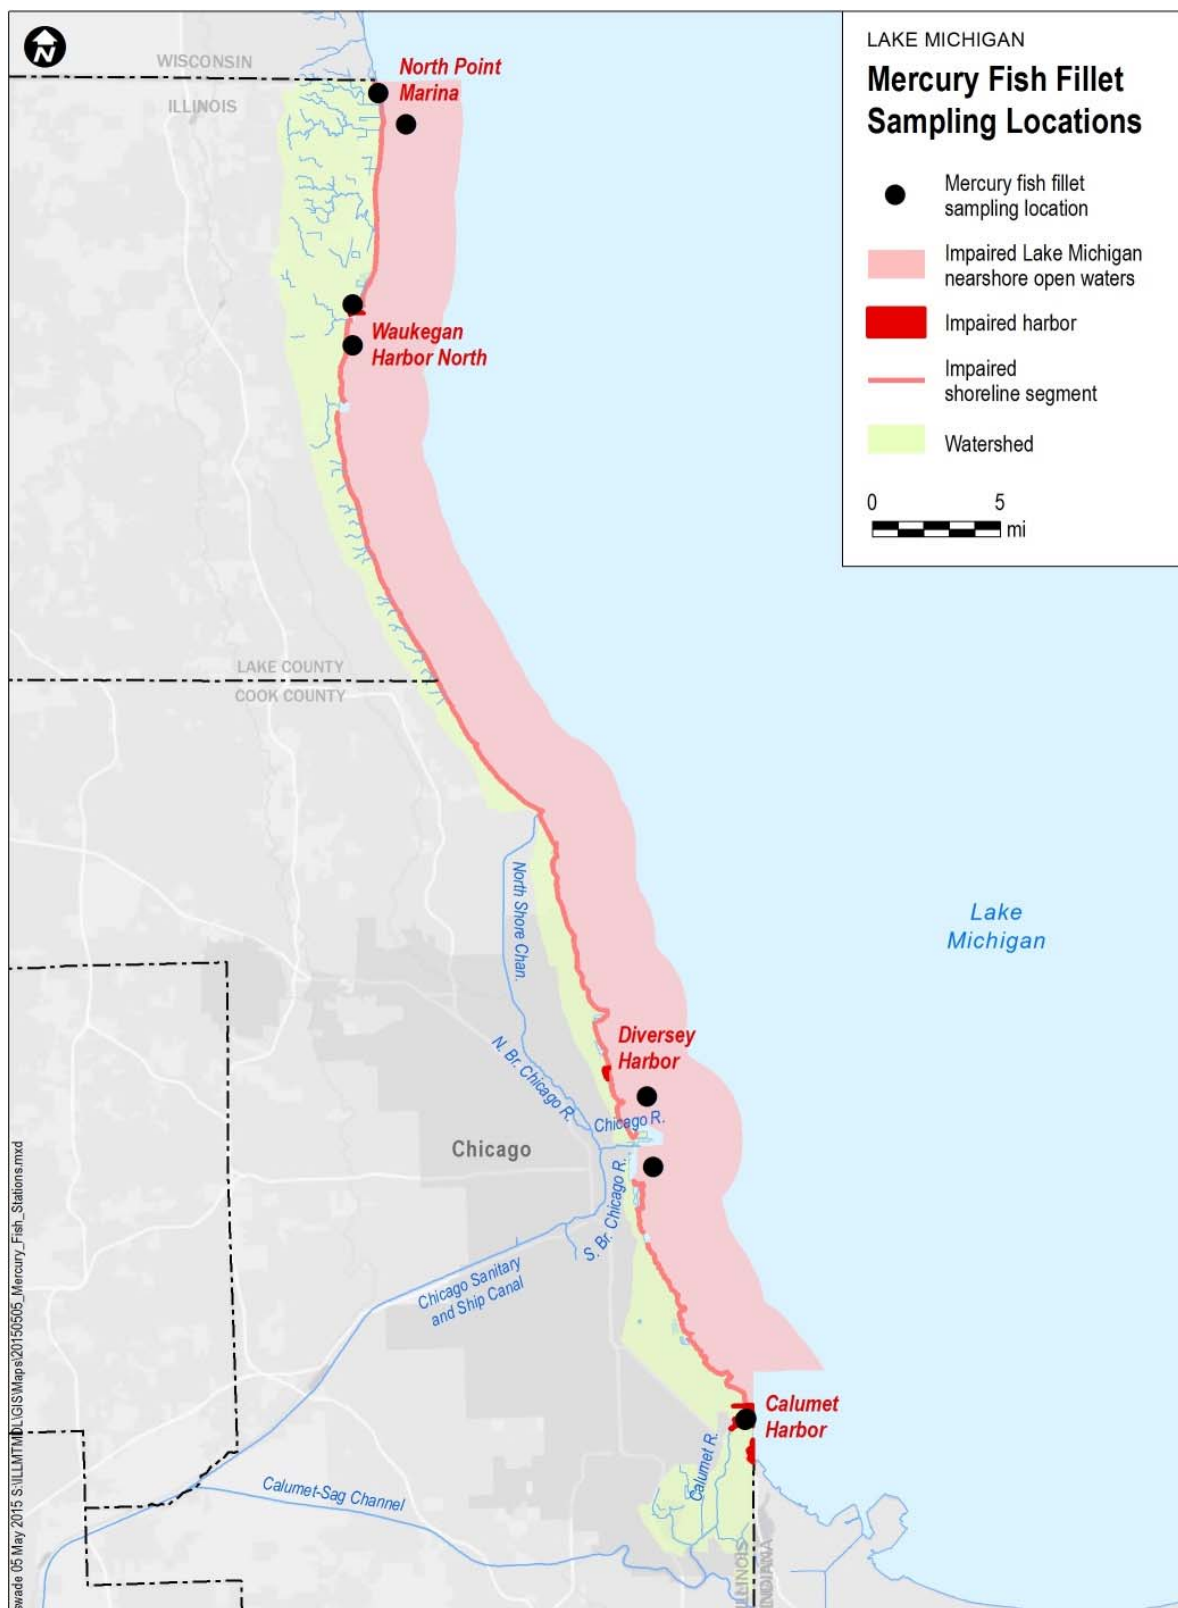 N
WISCONSIN
ILLINOIS
North Point
Marina
LAKE MICHIGAN
Mercury Fish Fillet
Sampling Locations
Mercury fish fillet
sampling location
Impaired Lake Michigan
nearshore open waters
Impaired harbor
Impaired
shoreline segment
Watershed
0 5
mi
Waukegan
Harbor North
LAKE COUNTY
COOK COUNTY
North Shore Chan.
Lake
Michigan
Diversey
Harbor
N. Br. Chicago R.
Chicago R.
Chicago
S. Br. Chicago R.
Chicago Sanitary
and Ship Canal
Calumet
Harbor
Calumet R.
Calumet-Sag Channel
ILLINOIS
INDIANA
swade 05 May 2015 S:\ILLMTMDL\GIS\Maps\20150505_Mercury_Fish_Stations.mxd